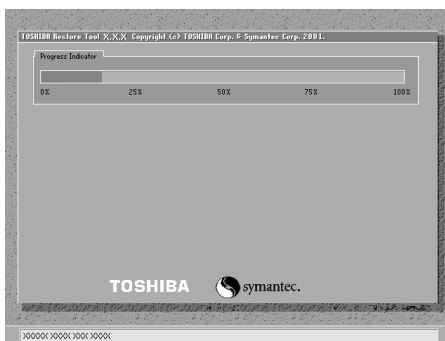 TOSHIBA Restore Tool X.X.X Copyright (c) TOSHIBA Corp. & Symantec Corp. 2001.
Progress Indicator
0% 25% 50% 75% 100%
TOSHIBA symantec.
XXXXX XXXX XXX XXXX